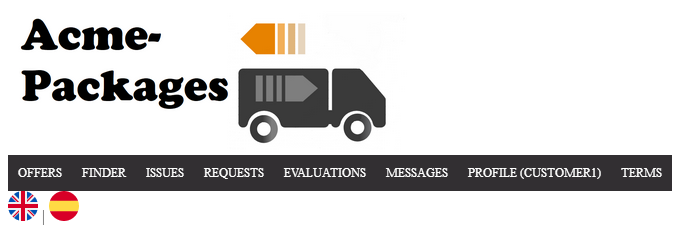 Acme-
Packages
OFFERS FINDER ISSUES REQUESTS EVALUATIONS MESSAGES PROFILE (CUSTOMER1) TERMS